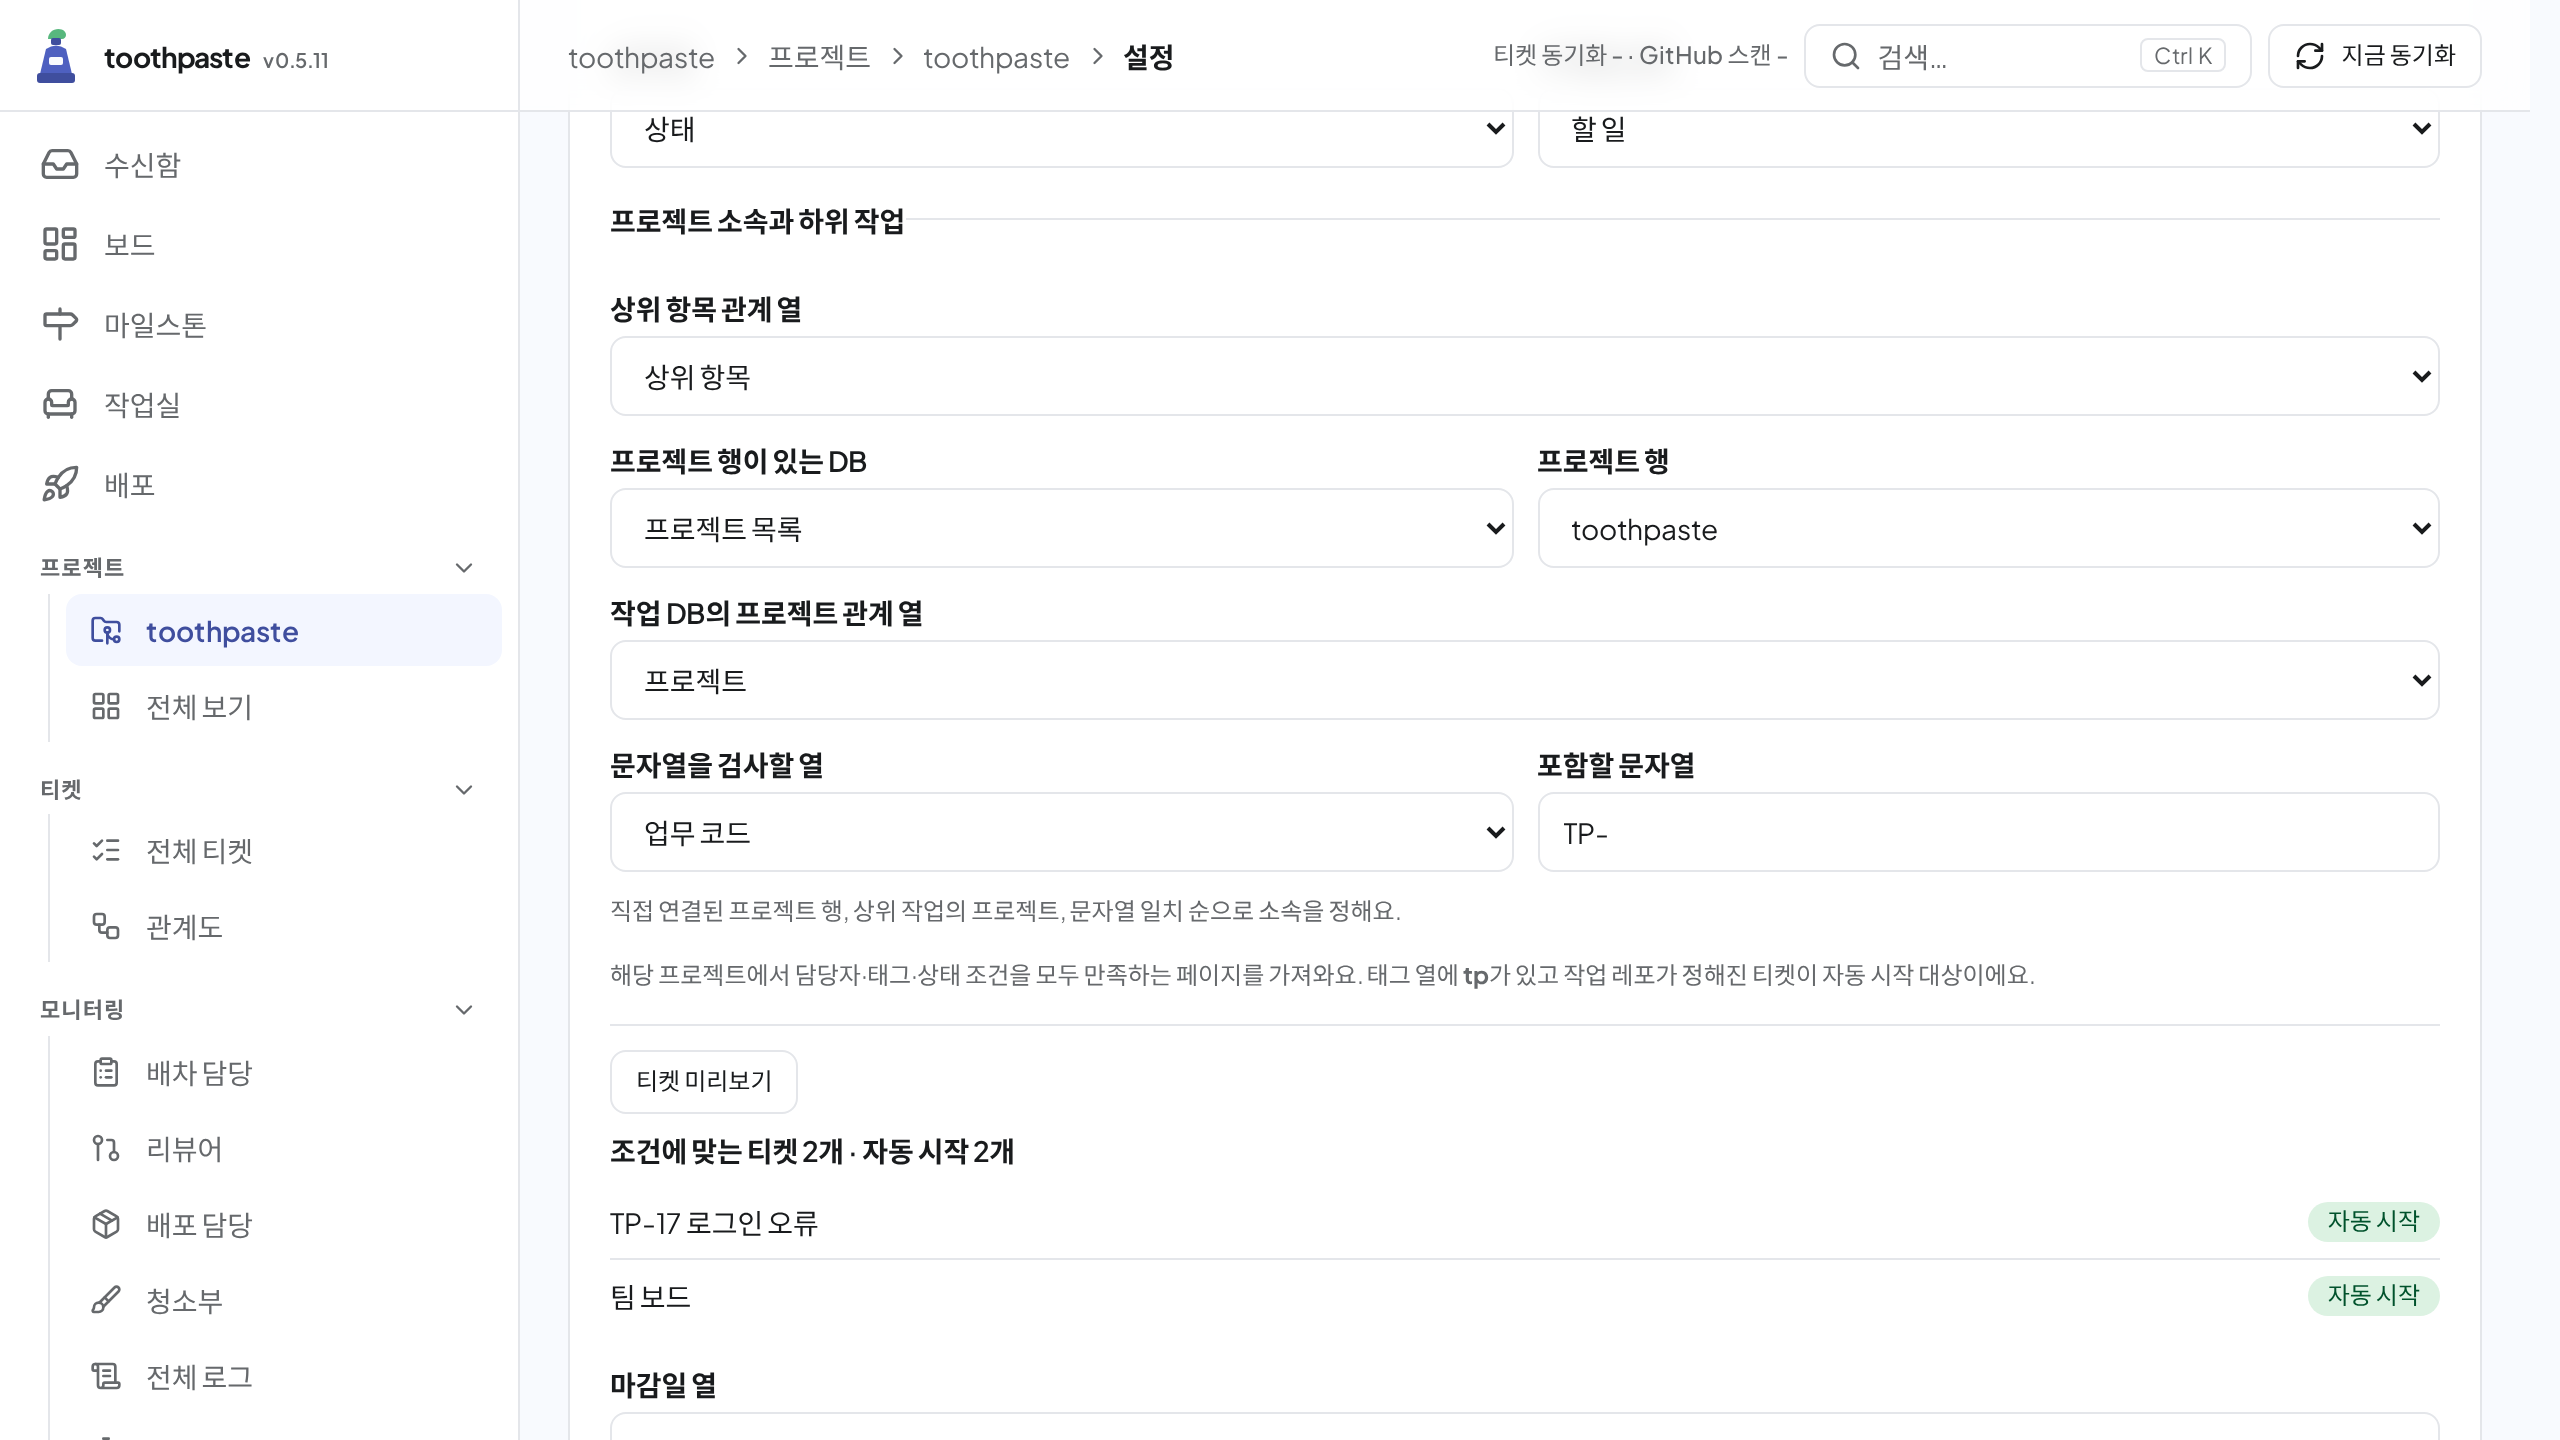 toothpaste v0.5.11
toothpaste > 프로젝트 > toothpaste > 설정
티켓 동기화 - · GitHub 스캔 -
검색...
Ctrl K
지금 동기화
수신함
보드
마일스톤
작업실
배포
프로젝트
toothpaste
전체 보기
티켓
전체 티켓
관계도
모니터링
배차 담당
리뷰어
배포 담당
청소부
전체 로그
상태
할 일
프로젝트 소속과 하위 작업
상위 항목 관계 열
상위 항목
프로젝트 행이 있는 DB
프로젝트 행
프로젝트 목록
toothpaste
작업 DB의 프로젝트 관계 열
프로젝트
문자열을 검사할 열
포함할 문자열
업무 코드
TP-
직접 연결된 프로젝트 행, 상위 작업의 프로젝트, 문자열 일치 순으로 소속을 정해요.
해당 프로젝트에서 담당자·태그·상태 조건을 모두 만족하는 페이지를 가져와요. 태그 열에 tp가 있고 작업 레포가 정해진 티켓이 자동 시작 대상이에요.
티켓 미리보기
조건에 맞는 티켓 2개 · 자동 시작 2개
TP-17 로그인 오류
자동 시작
팀 보드
자동 시작
마감일 열